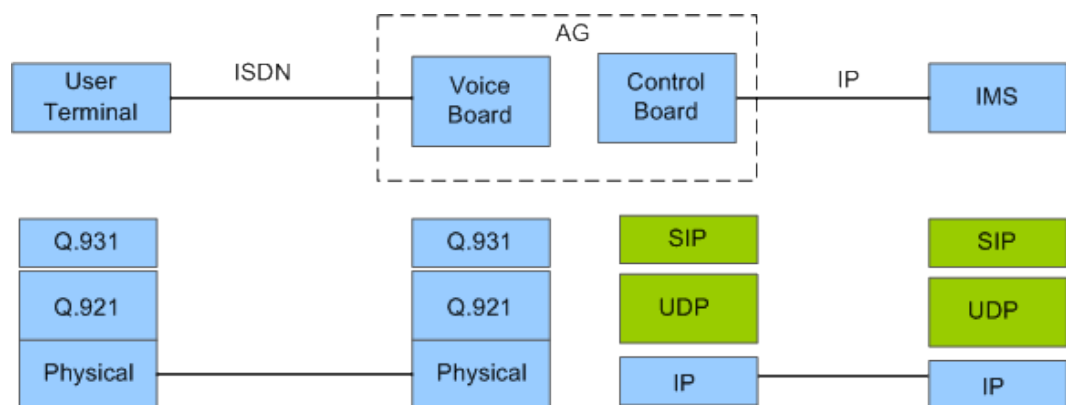 AG
User
Terminal
ISDN
Voice
Board
Control
Board
IP
IMS
Q.931
Q.931
SIP
SIP
Q.921
Q.921
UDP
UDP
Physical
Physical
IP
IP